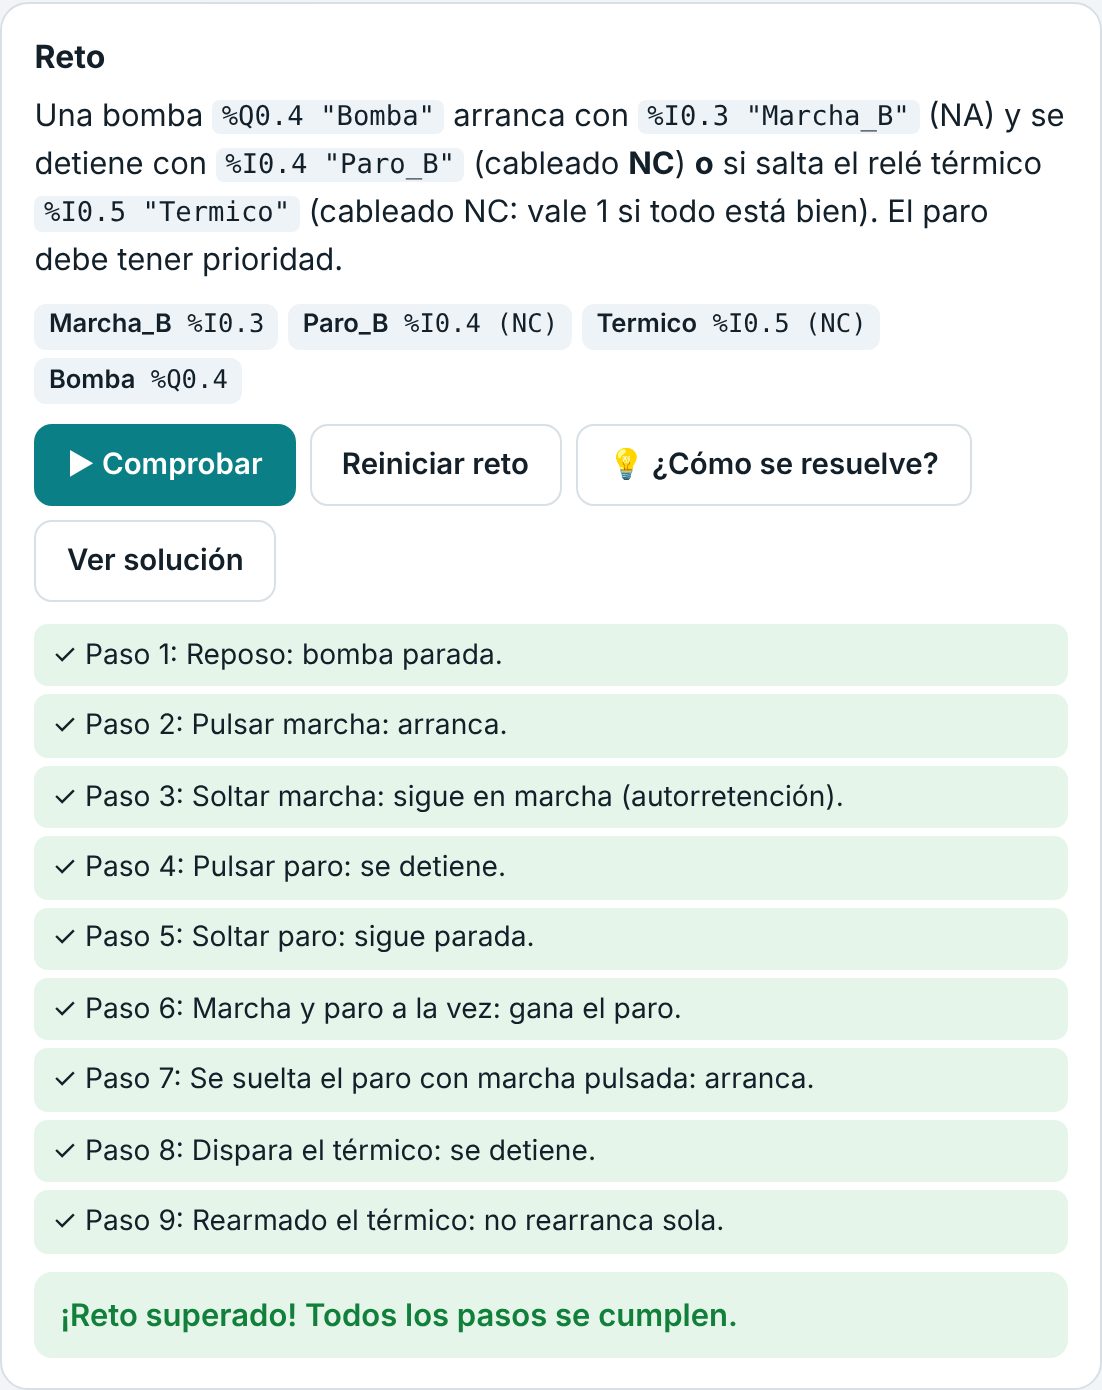 Reto
Una bomba %Q0.4 "Bomba" arranca con %I0.3 "Marcha_B" (NA) y se
detiene con %I0.4 "Paro_B" (cableado NC) o si salta el relé térmico
%I0.5 "Termico" (cableado NC: vale 1 si todo está bien). El paro
debe tener prioridad.
Marcha_B %I0.3 Paro_B %I0.4 (NC) Termico %I0.5 (NC)
Bomba %Q0.4
▶ Comprobar Reiniciar reto 💡 ¿Cómo se resuelve?
Ver solución
✓ Paso 1: Reposo: bomba parada.
✓ Paso 2: Pulsar marcha: arranca.
✓ Paso 3: Soltar marcha: sigue en marcha (autorretención).
✓ Paso 4: Pulsar paro: se detiene.
✓ Paso 5: Soltar paro: sigue parada.
✓ Paso 6: Marcha y paro a la vez: gana el paro.
✓ Paso 7: Se suelta el paro con marcha pulsada: arranca.
✓ Paso 8: Dispara el térmico: se detiene.
✓ Paso 9: Rearmado el térmico: no rearranca sola.
¡Reto superado! Todos los pasos se cumplen.